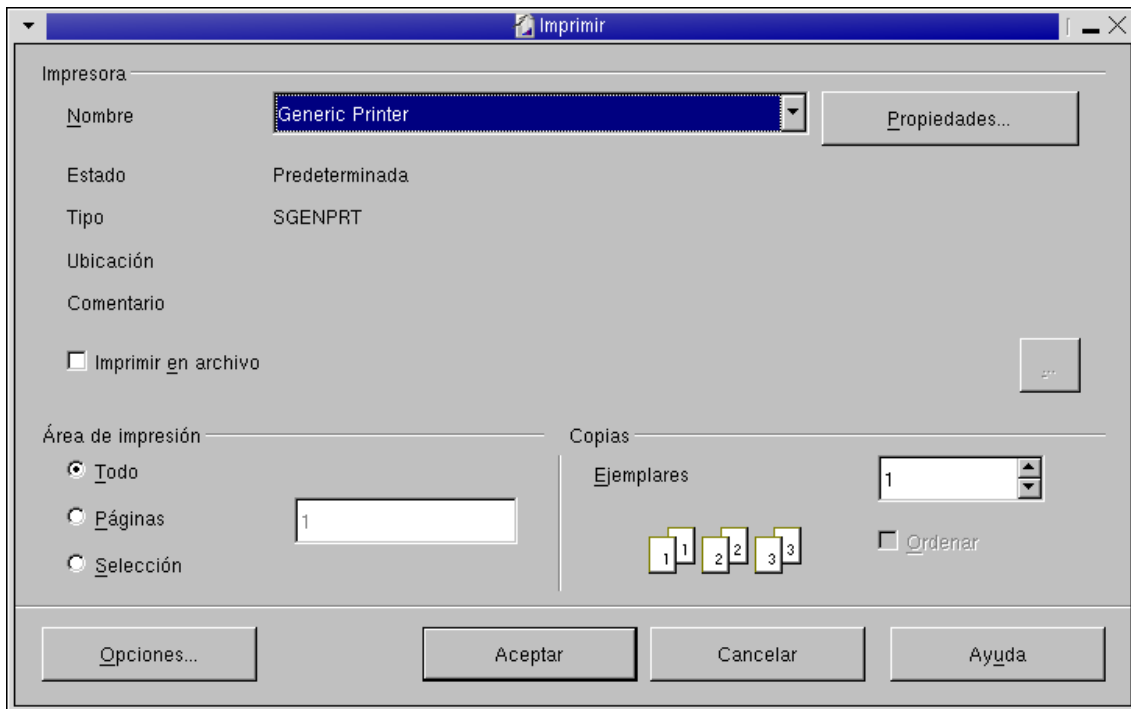 Imprimir
Impresora
Nombre Generic Printer Propiedades...
Estado Predeterminada
Tipo SGENPRT
Ubicación
Comentario
Imprimir en archivo ...
Área de impresión
Todo
Páginas 1
Selección
Copias
Ejemplares 1
1 1 2 2 3 3 Ordenar
Opciones... Aceptar Cancelar Ayuda